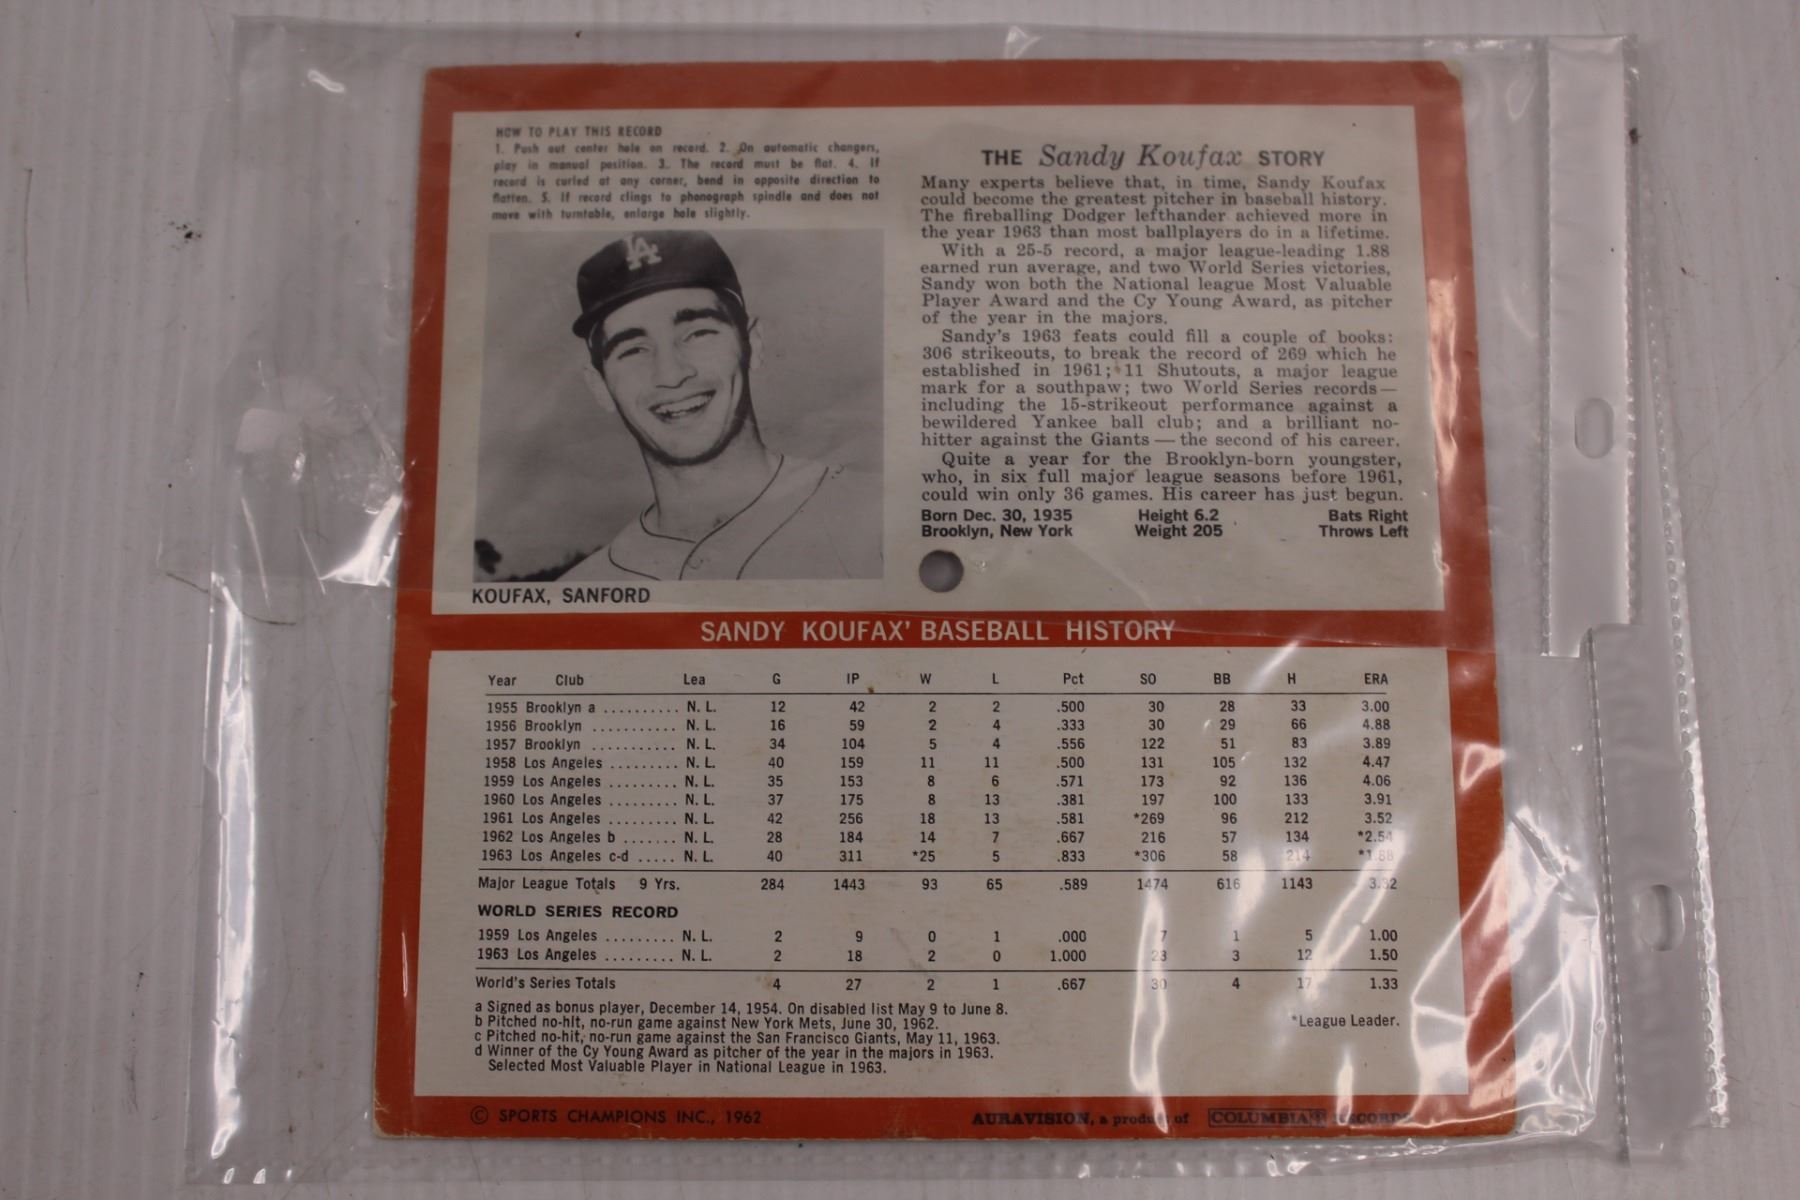 HOW TO PLAY THIS RECORD
1. Push out center hole on record. 2. On automatic changers,
play in manual position. 3. The record must be flat. 4. If
record is curled at any corner, bend in opposite direction to
flatten. 5. If record clings to phonograph spindle and does not
move with turntable, enlarge hole slightly.
LA
KOUFAX, SANFORD
THE Sandy Koufax STORY
Many experts believe that, in time, Sandy Koufax
could become the greatest pitcher in baseball history.
The fireballing Dodger lefthander achieved more in
the year 1963 than most ballplayers do in a lifetime.
With a 25-5 record, a major league-leading 1.88
earned run average, and two World Series victories,
Sandy won both the National league Most Valuable
Player Award and the Cy Young Award, as pitcher
of the year in the majors.
Sandy's 1963 feats could fill a couple of books:
306 strikeouts, to break the record of 269 which he
established in 1961; 11 Shutouts, a major league
mark for a southpaw; two World Series records—
including the 15-strikeout performance against a
bewildered Yankee ball club; and a brilliant no-
hitter against the Giants — the second of his career.
Quite a year for the Brooklyn-born youngster,
who, in six full major league seasons before 1961,
could win only 36 games. His career has just begun.
Born Dec. 30, 1935 Height 6.2 Bats Right
Brooklyn, New York Weight 205 Throws Left
SANDY KOUFAX' BASEBALL HISTORY
Year Club Lea G IP W L Pct SO BB H ERA
1955 Brooklyn a .......... N. L. 12 42 2 2 .500 30 28 33 3.00
1956 Brooklyn ........... N. L. 16 59 2 4 .333 30 29 66 4.88
1957 Brooklyn ........... N. L. 34 104 5 4 .556 122 51 83 3.89
1958 Los Angeles ......... N. L. 40 159 11 11 .500 131 105 132 4.47
1959 Los Angeles ......... N. L. 35 153 8 6 .571 173 92 136 4.06
1960 Los Angeles ......... N. L. 37 175 8 13 .381 197 100 133 3.91
1961 Los Angeles ......... N. L. 42 256 18 13 .581 *269 96 212 3.52
1962 Los Angeles b ....... N. L. 28 184 14 7 .667 216 57 134 *2.54
1963 Los Angeles c-d ..... N. L. 40 311 *25 5 .833 *306 58 214 *1.88
Major League Totals 9 Yrs. 284 1443 93 65 .589 1474 616 1143 3.32
WORLD SERIES RECORD
1959 Los Angeles ......... N. L. 2 9 0 1 .000 7 1 5 1.00
1963 Los Angeles ......... N. L. 2 18 2 0 1.000 23 3 12 1.50
World's Series Totals 4 27 2 1 .667 30 4 17 1.33
a Signed as bonus player, December 14, 1954. On disabled list May 9 to June 8.
b Pitched no-hit, no-run game against New York Mets, June 30, 1962.
c Pitched no-hit, no-run game against the San Francisco Giants, May 11, 1963.
d Winner of the Cy Young Award as pitcher of the year in the majors in 1963.
Selected Most Valuable Player in National League in 1963.
*League Leader.
© SPORTS CHAMPIONS INC., 1962
AURAVISION, a product of COLUMBIA RECORDS